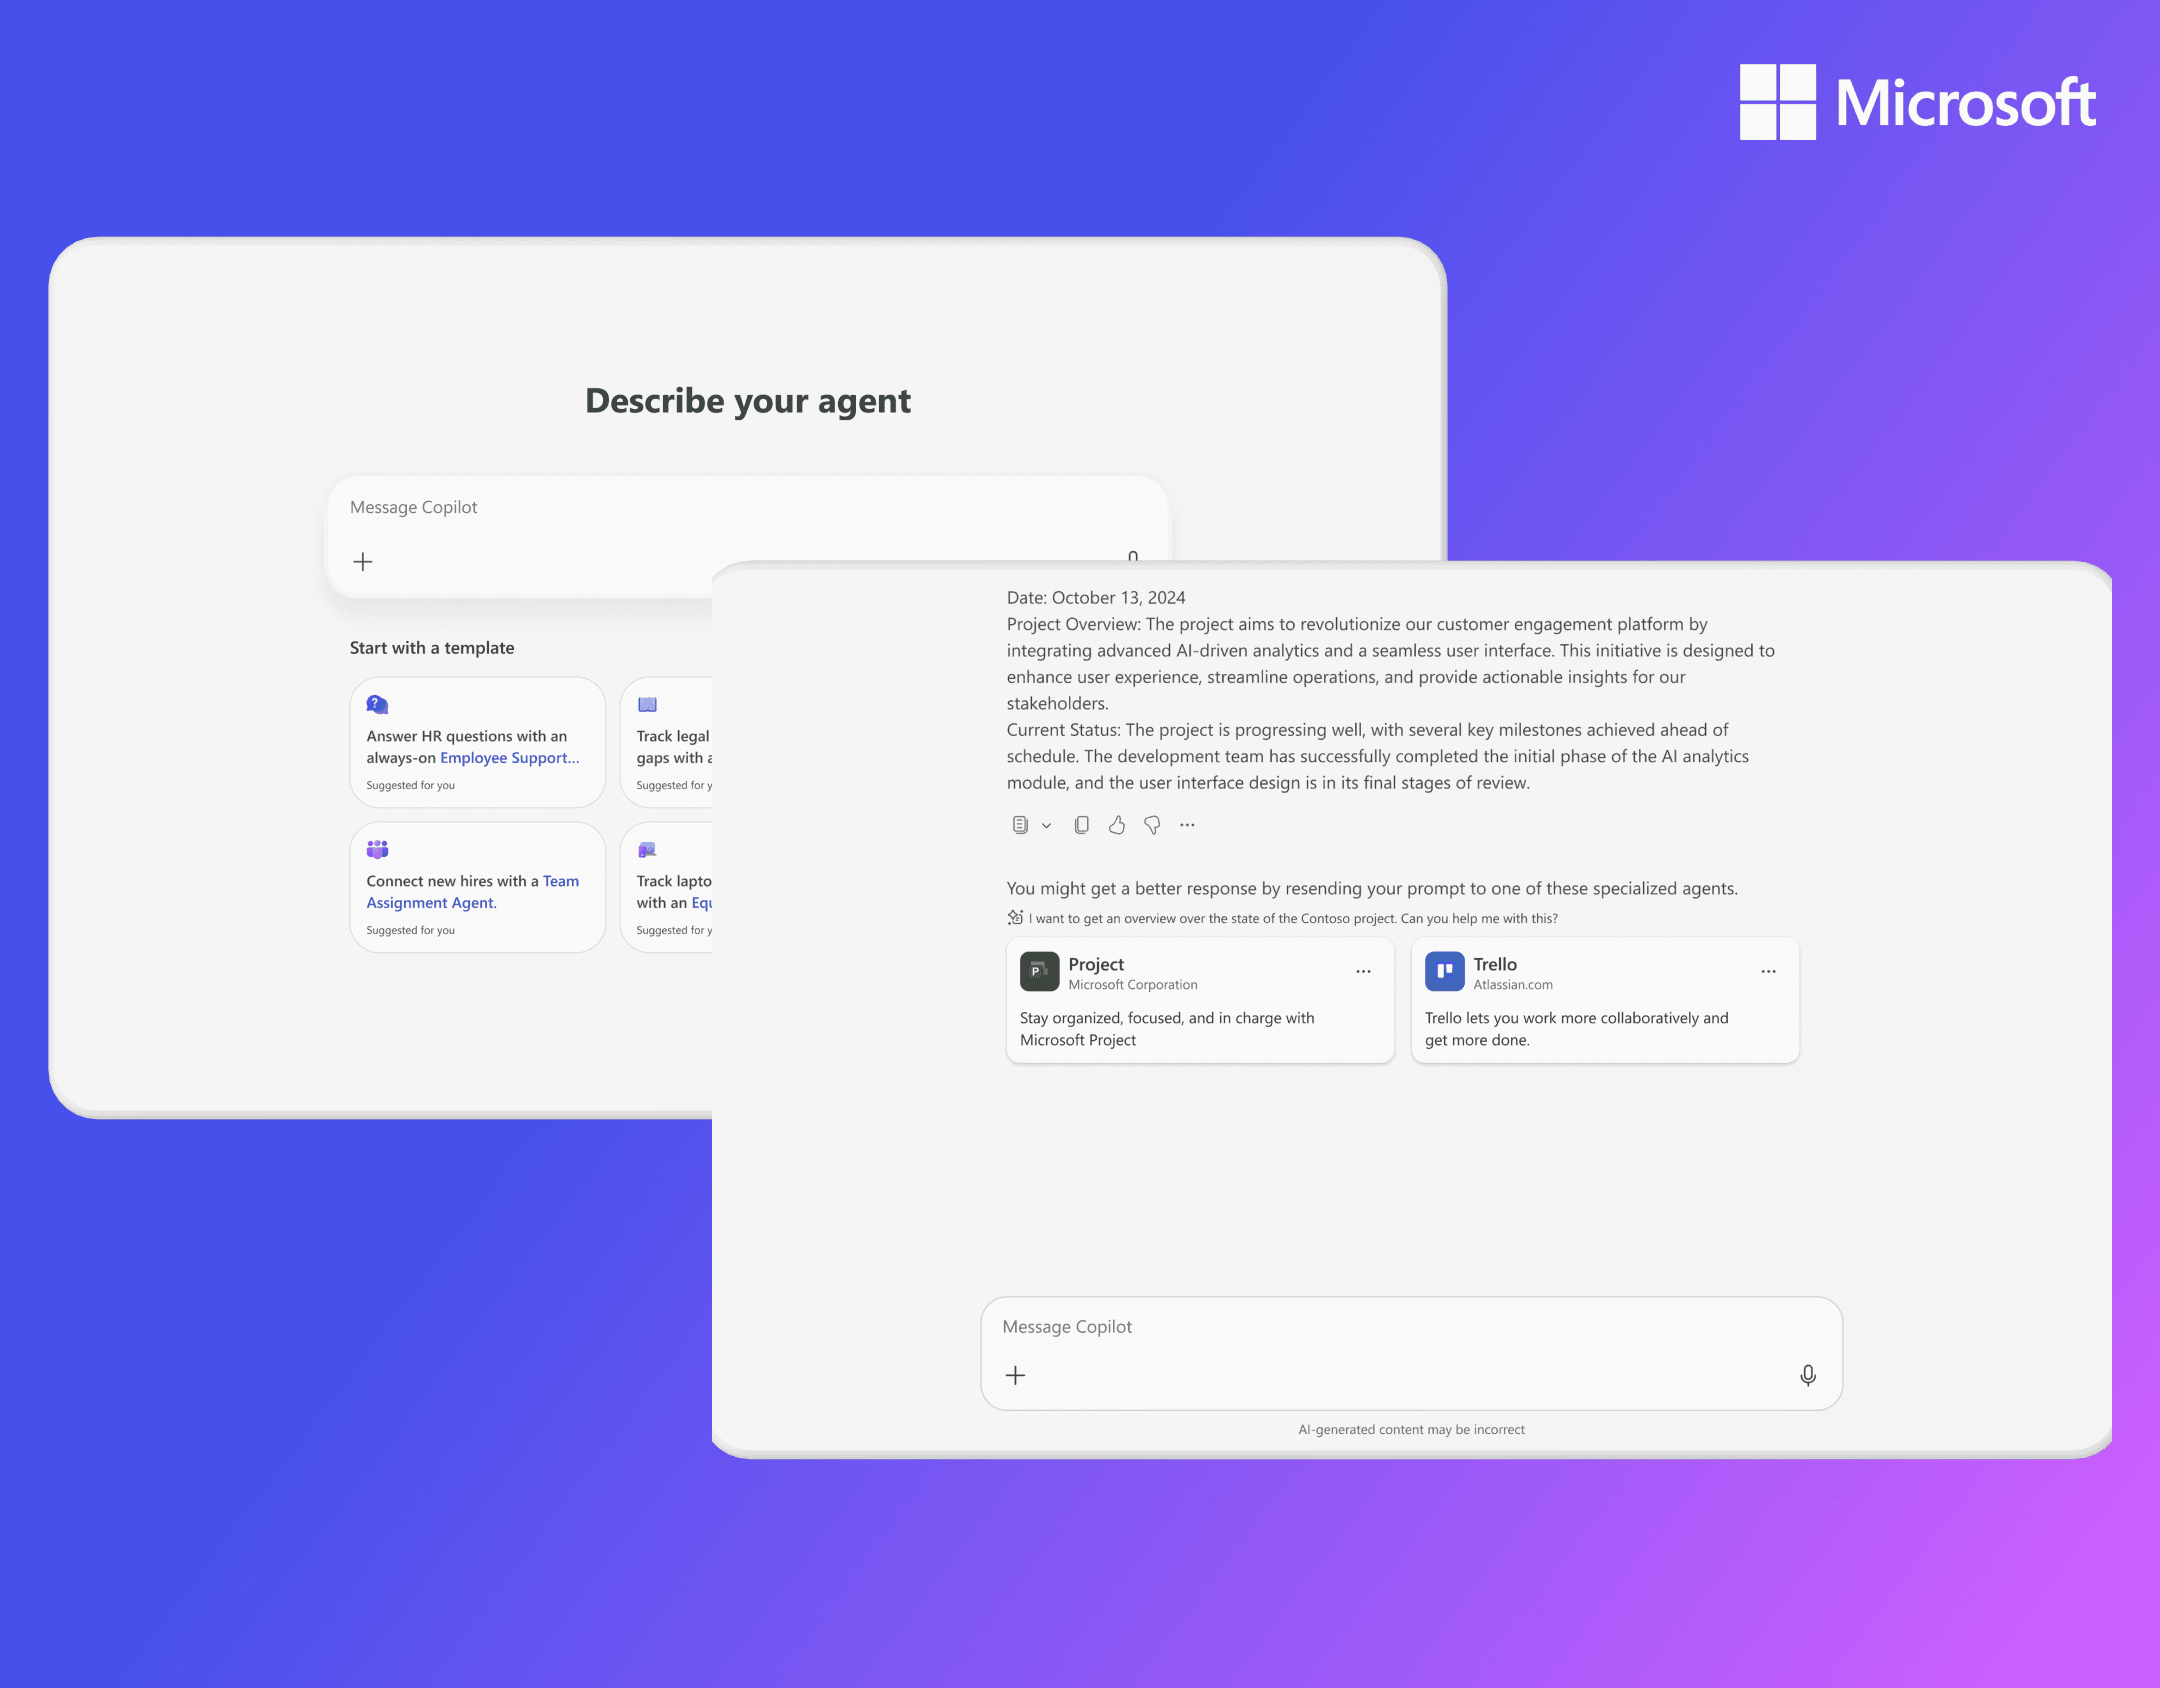 Microsoft
Describe your agent
Message Copilot
Start with a template
Answer HR questions with an
always-on Employee Support...
Suggested for you
Track legal
gaps with
Suggested for
Connect new hires with a Team
Assignment Agent.
Suggested for you
Track
with an
Suggested for
Date: October 13, 2024
Project Overview: The project aims to revolutionize our customer engagement platform by
integrating advanced AI-driven analytics and a seamless user interface. This initiative is designed to
enhance user experience, streamline operations, and provide actionable insights for our
stakeholders.
Current Status: The project is progressing well, with several key milestones achieved ahead of
schedule. The development team has successfully completed the initial phase of the AI analytics
module, and the user interface design is in its final stages of review.
You might get a better response by resending your prompt to one of these specialized agents.
I want to get an overview over the state of the Contoso project. Can you help me with this?
P
Project
Microsoft Corporation
Stay organized, focused, and in charge with
Microsoft Project
Trello
Atlassian.com
Trello lets you work more collaboratively and
get more done.
Message Copilot
AI-generated content may be incorrect